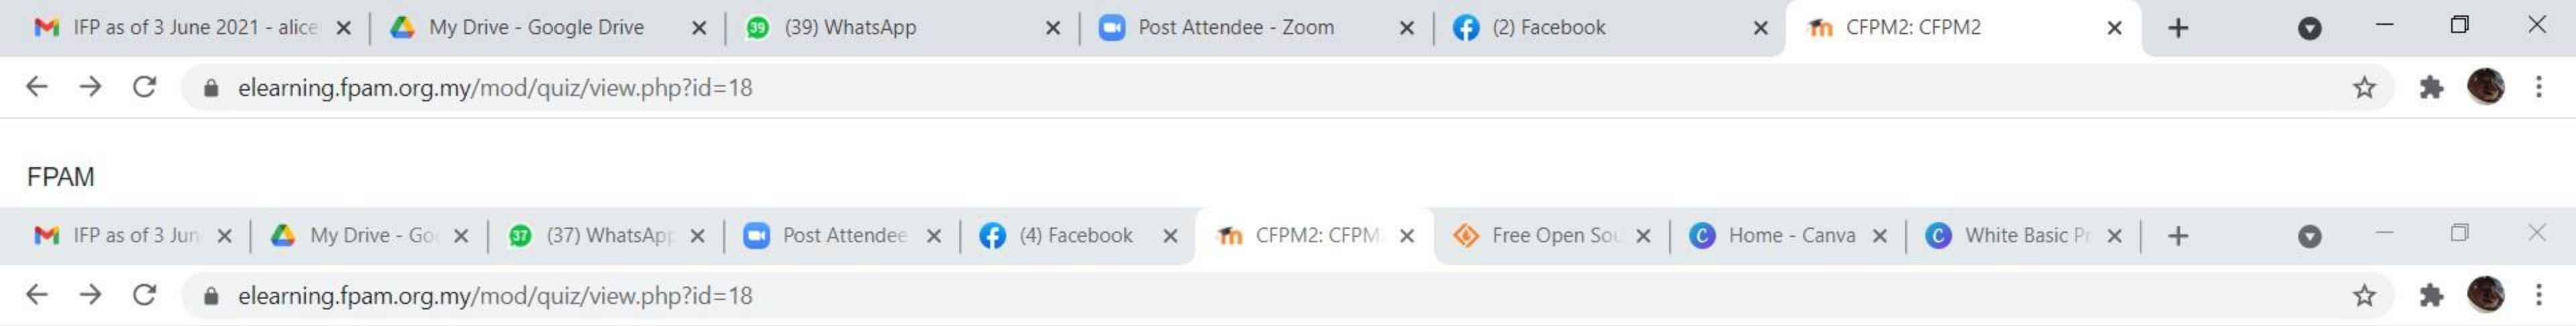 IFP as of 3 June 2021 - alice My Drive - Google Drive 39 (39) WhatsApp Post Attendee - Zoom (2) Facebook CFPM2: CFPM2
elearning.fpam.org.my/mod/quiz/view.php?id=18
FPAM
IFP as of 3 Jun My Drive - Go 37 (37) WhatsApp Post Attendee (4) Facebook CFPM2: CFPM Free Open Sou Home - Canva White Basic Pr
elearning.fpam.org.my/mod/quiz/view.php?id=18